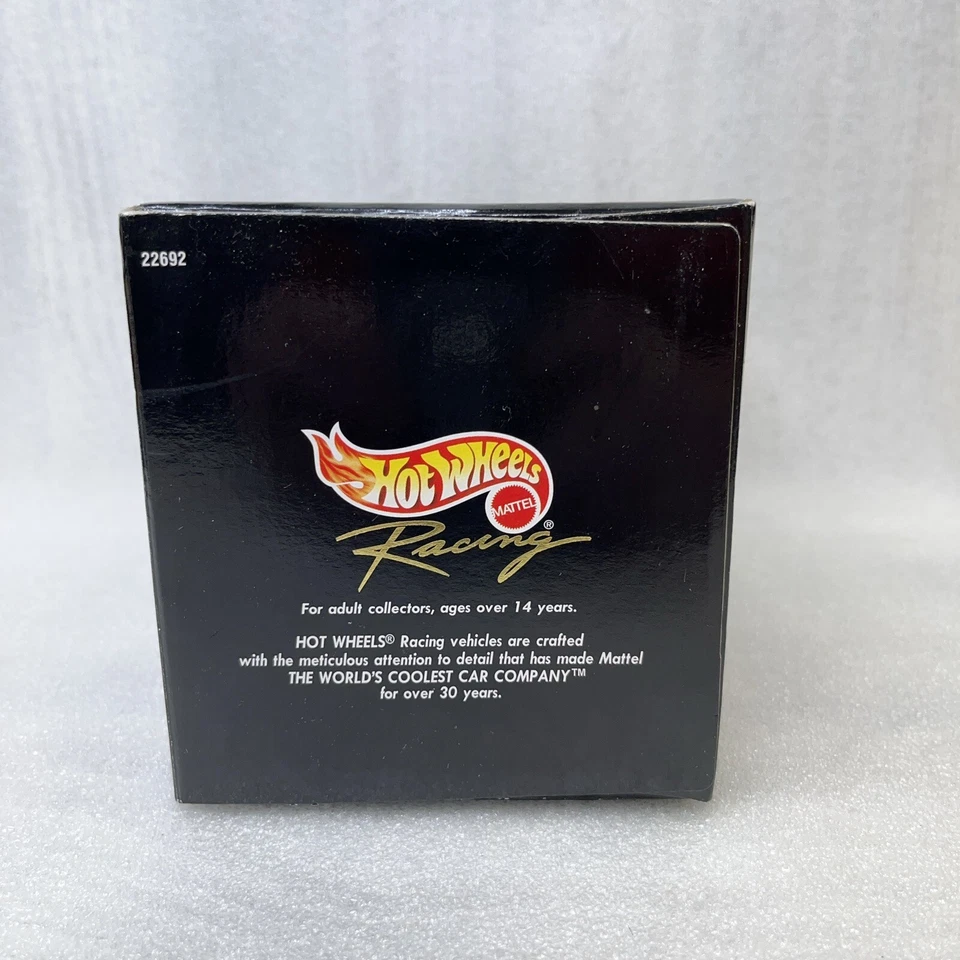 22692
HOT WHEELS
MATTEL
®
Racing
For adult collectors, ages over 14 years.
HOT WHEELS® Racing vehicles are crafted
with the meticulous attention to detail that has made Mattel
THE WORLD'S COOLEST CAR COMPANY™
for over 30 years.